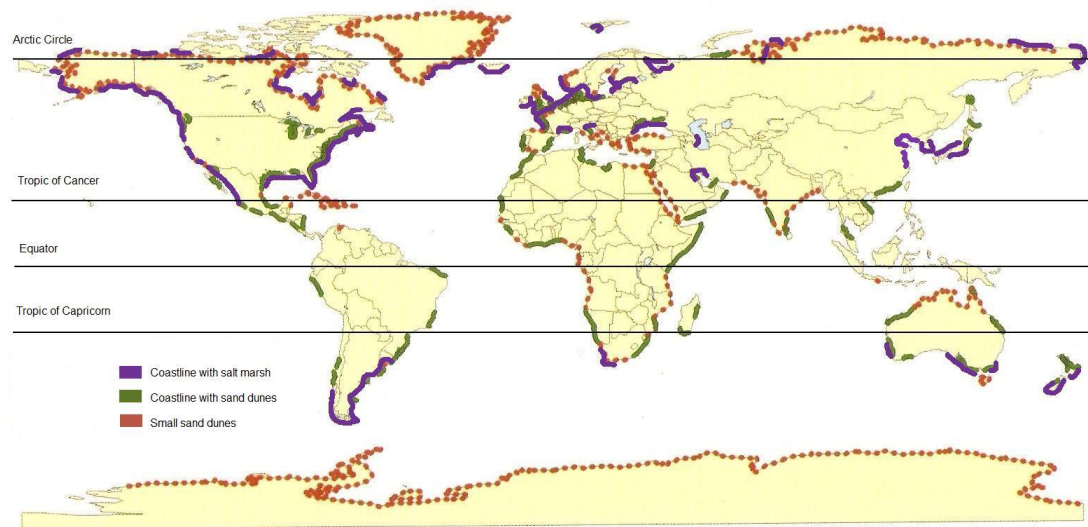 Arctic Circle
Tropic of Cancer
Equator
Tropic of Capricorn
Coastline with salt marsh
Coastline with sand dunes
Small sand dunes